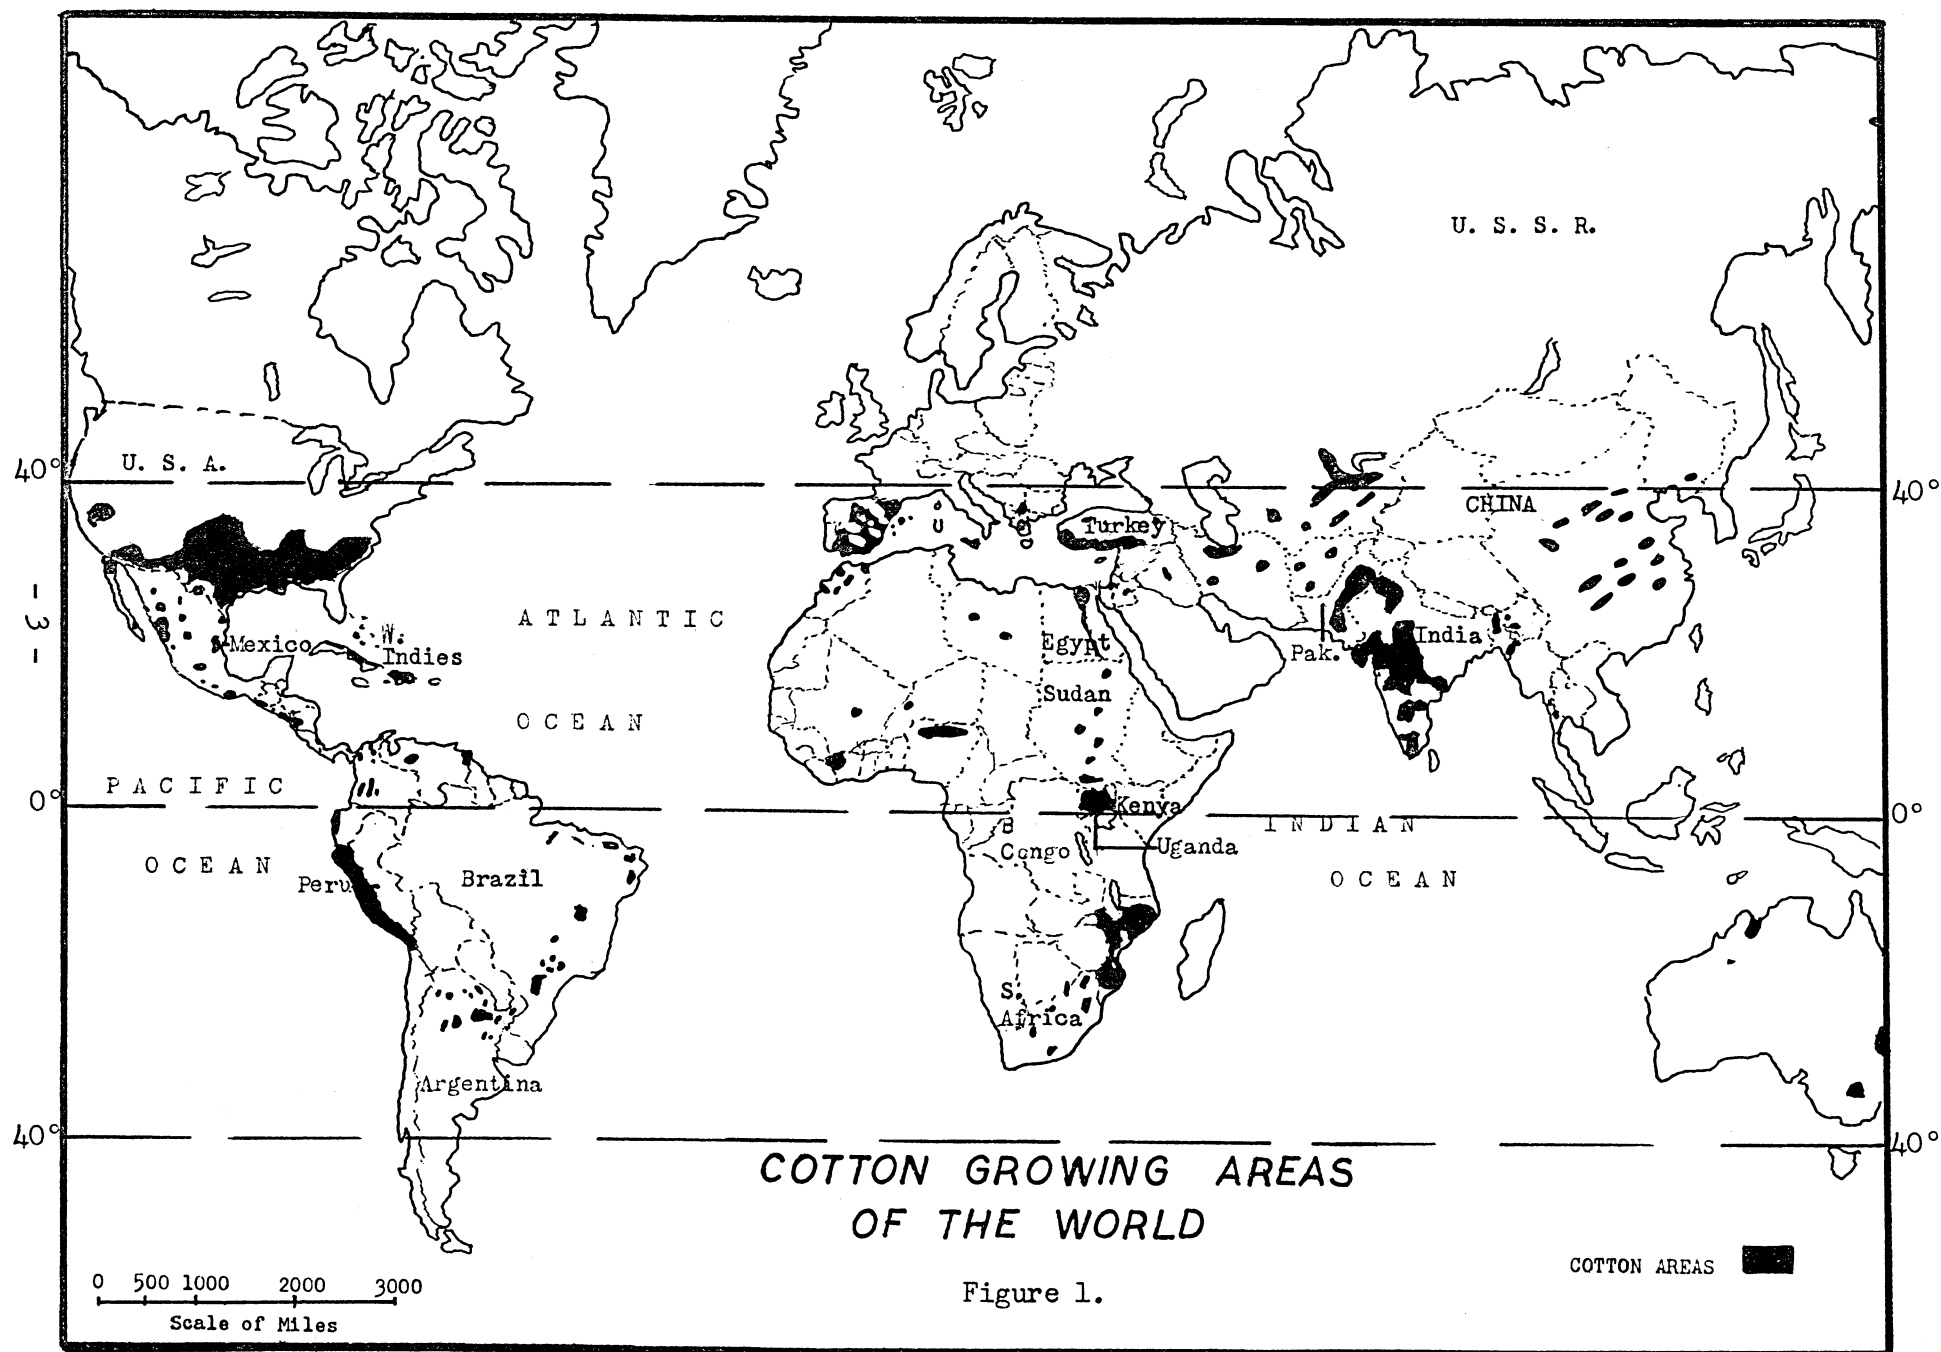 U. S. S. R.
40°
U. S. A.
40°
CHINA
Turkey
- 3 -
ATLANTIC
Mexico
W.
Indies
Egypt
India
Pak.
Sudan
OCEAN
PACIFIC
0°
Kenya
0°
INDIAN
B
Congo
Uganda
OCEAN
Peru
Brazil
OCEAN
S.
Africa
Argentina
40°
40°
COTTON GROWING AREAS
OF THE WORLD
COTTON AREAS
0 500 1000 2000 3000
Scale of Miles
Figure 1.